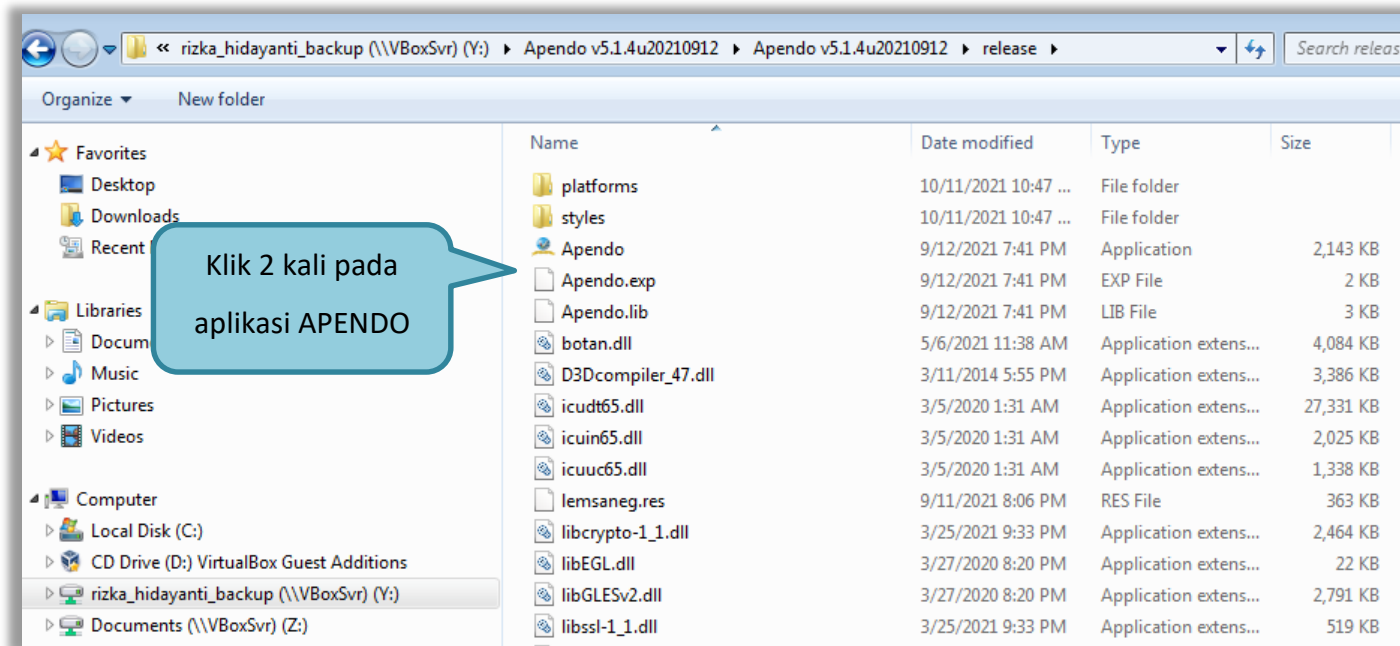 « rizka_hidayanti_backup (\\VBoxSvr) (Y:) Apendo v5.1.4u20210912 Apendo v5.1.4u20210912 release Search releas
Organize New folder
Name Date modified Type Size
Favorites
Desktop
Downloads
Recent
Libraries
Docum
Music
Pictures
Videos
Computer
Local Disk (C:)
CD Drive (D:) VirtualBox Guest Additions
rizka_hidayanti_backup (\\VBoxSvr) (Y:)
Documents (\\VBoxSvr) (Z:)
Klik 2 kali pada
aplikasi APENDO
platforms 10/11/2021 10:47 ... File folder
styles 10/11/2021 10:47 ... File folder
Apendo 9/12/2021 7:41 PM Application 2,143 KB
Apendo.exp 9/12/2021 7:41 PM EXP File 2 KB
Apendo.lib 9/12/2021 7:41 PM LIB File 3 KB
botan.dll 5/6/2021 11:38 AM Application extens... 4,084 KB
D3Dcompiler_47.dll 3/11/2014 5:55 PM Application extens... 3,386 KB
icudt65.dll 3/5/2020 1:31 AM Application extens... 27,331 KB
icuin65.dll 3/5/2020 1:31 AM Application extens... 2,025 KB
icuuc65.dll 3/5/2020 1:31 AM Application extens... 1,338 KB
lemsaneg.res 9/11/2021 8:06 PM RES File 363 KB
libcrypto-1_1.dll 3/25/2021 9:33 PM Application extens... 2,464 KB
libEGL.dll 3/27/2020 8:20 PM Application extens... 22 KB
libGLESv2.dll 3/27/2020 8:20 PM Application extens... 2,791 KB
libssl-1_1.dll 3/25/2021 9:33 PM Application extens... 519 KB